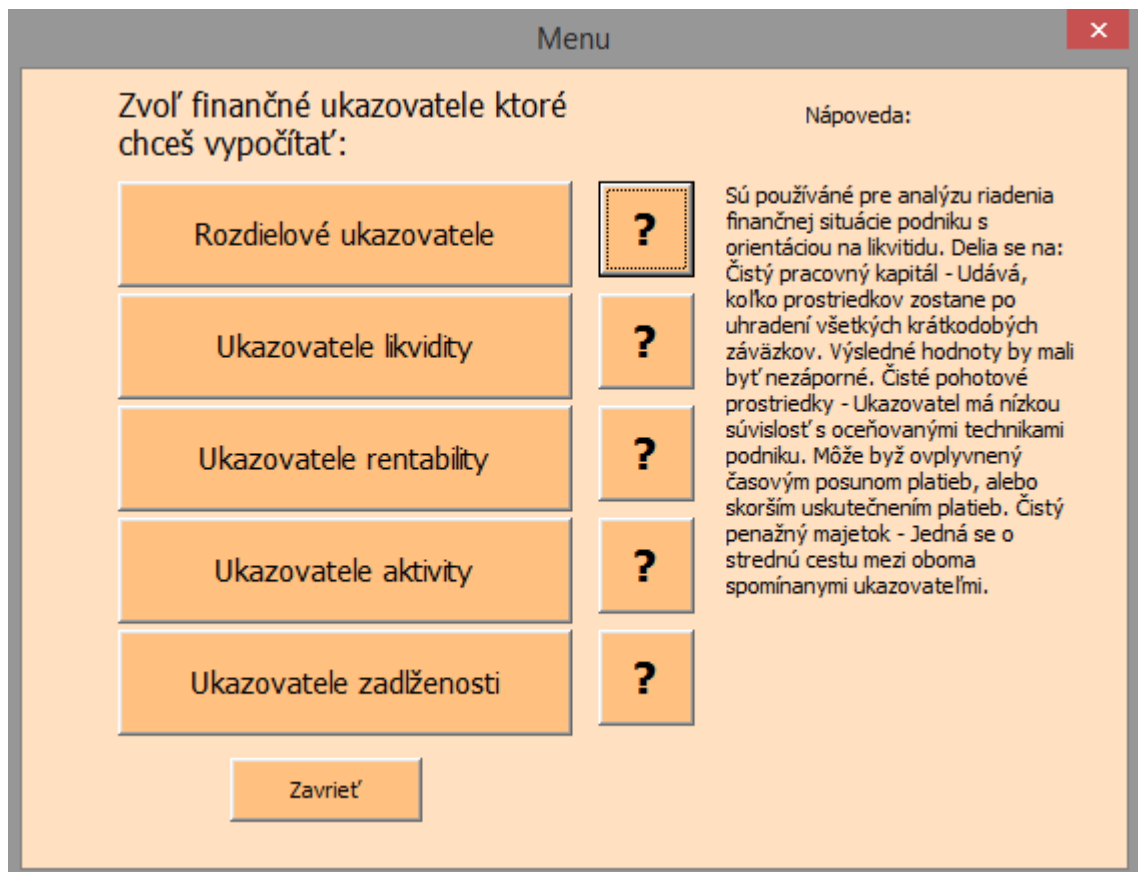 Menu
Zvoľ finančné ukazovatele ktoré
chceš vypočítať:
Rozdielové ukazovatele
?
Ukazovatele likvidity
?
Ukazovatele rentability
?
Ukazovatele aktivity
?
Ukazovatele zadlženosti
?
Zavrieť
Nápoveda:
Sú používáné pre analýzu riadenia
finančnej situácie podniku s
orientáciou na likvitidu. Delia se na:
Čistý pracovný kapitál - Udává,
koľko prostriedkov zostane po
uhradení všetkých krátkodobých
záväzkov. Výsledné hodnoty by mali
byť nezáporné. Čisté pohotové
prostriedky - Ukazovatel má nízkou
súvislosť s oceňovanými technikami
podniku. Môže byž ovplyvnený
časovým posunom platieb, alebo
skorším uskutečnením platieb. Čistý
penažný majetok - Jedná se o
strednú cestu mezi oboma
spomínanymi ukazovateľmi.